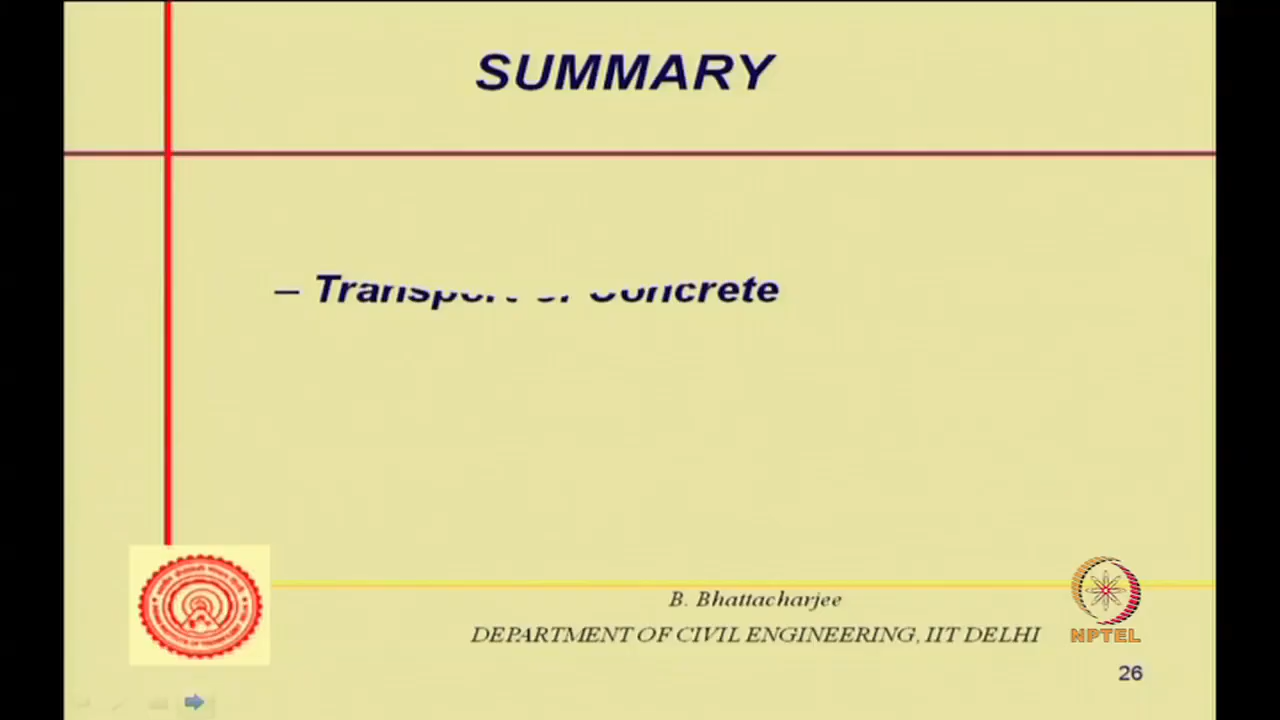 SUMMARY
– Transport of Concrete
B. Bhattacharjee
DEPARTMENT OF CIVIL ENGINEERING, IIT DELHI
NPTEL
26